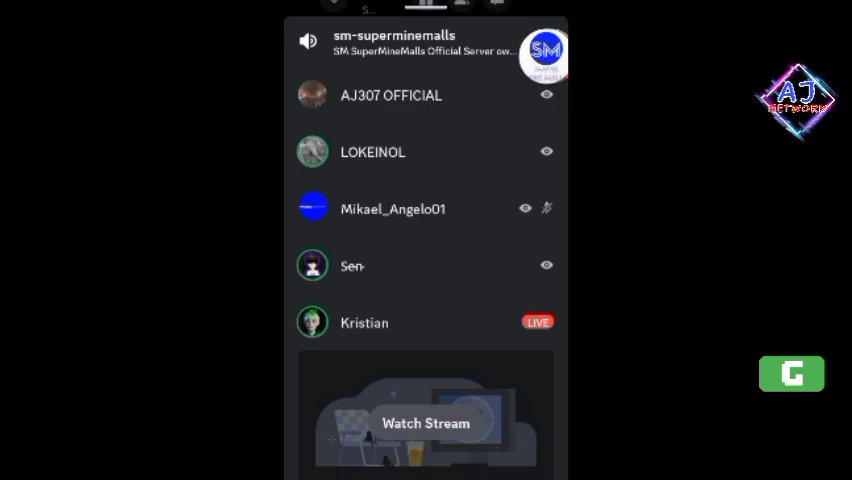 S...
sm-superminemalls
SM SuperMineMalls Official Server ow...
SM
AJ307 OFFICIAL
AJ
NETWORK
LOKEINOL
Mikael_Angelo01
Sen-
Kristian
LIVE
G
Watch Stream